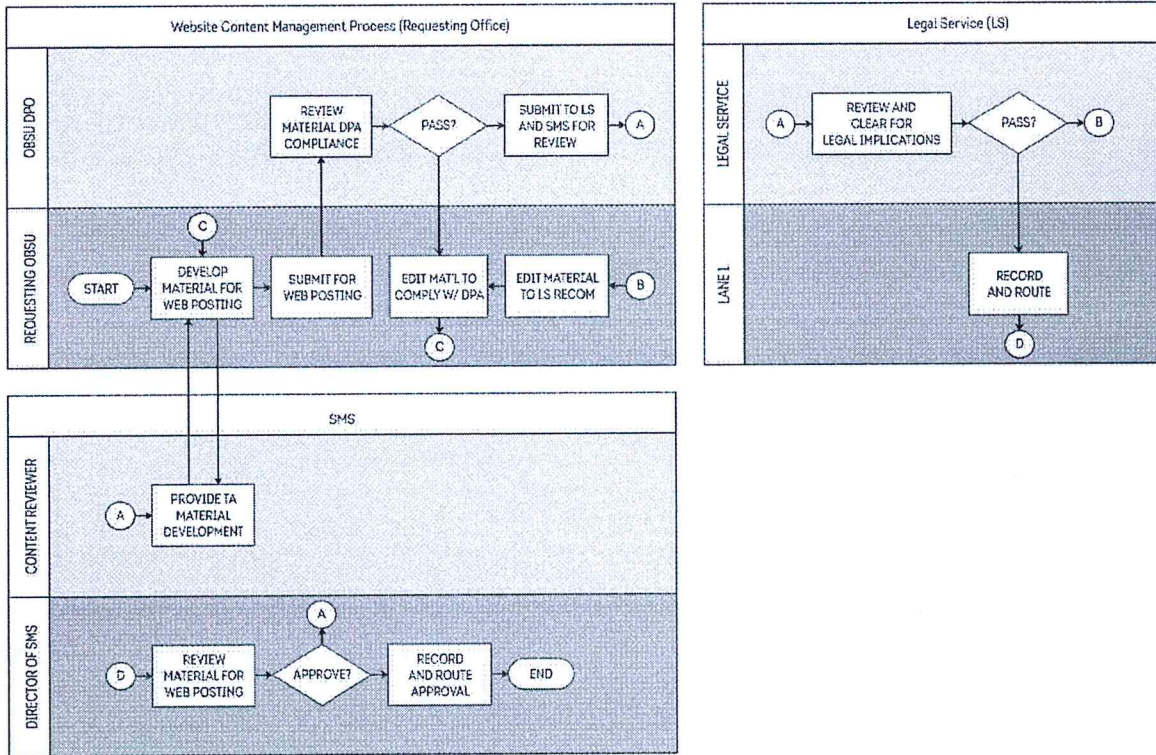 Website Content Management Process (Requesting Office)
OBSU DPO
REVIEW
MATERIAL DPA
COMPLIANCE
PASS?
SUBMIT TO LS
AND SMS FOR
REVIEW
A
REQUESTING OBSU
C
START
DEVELOP
MATERIAL FOR
WEB POSTING
SUBMIT FOR
WEB POSTING
EDIT MAT'L TO
COMPLY W/ DPA
EDIT MATERIAL
TO LS RECOM
B
C
Legal Service (LS)
LEGAL SERVICE
A
REVIEW AND
CLEAR FOR
LEGAL IMPLICATIONS
PASS?
B
LANE 1.
RECORD
AND ROUTE
D
SMS
CONTENT REVIEWER
A
PROVIDE TA
MATERIAL
DEVELOPMENT
DIRECTOR OF SMS
A
D
REVIEW
MATERIAL FOR
WEB POSTING
APPROVE?
RECORD
AND ROUTE
APPROVAL
END